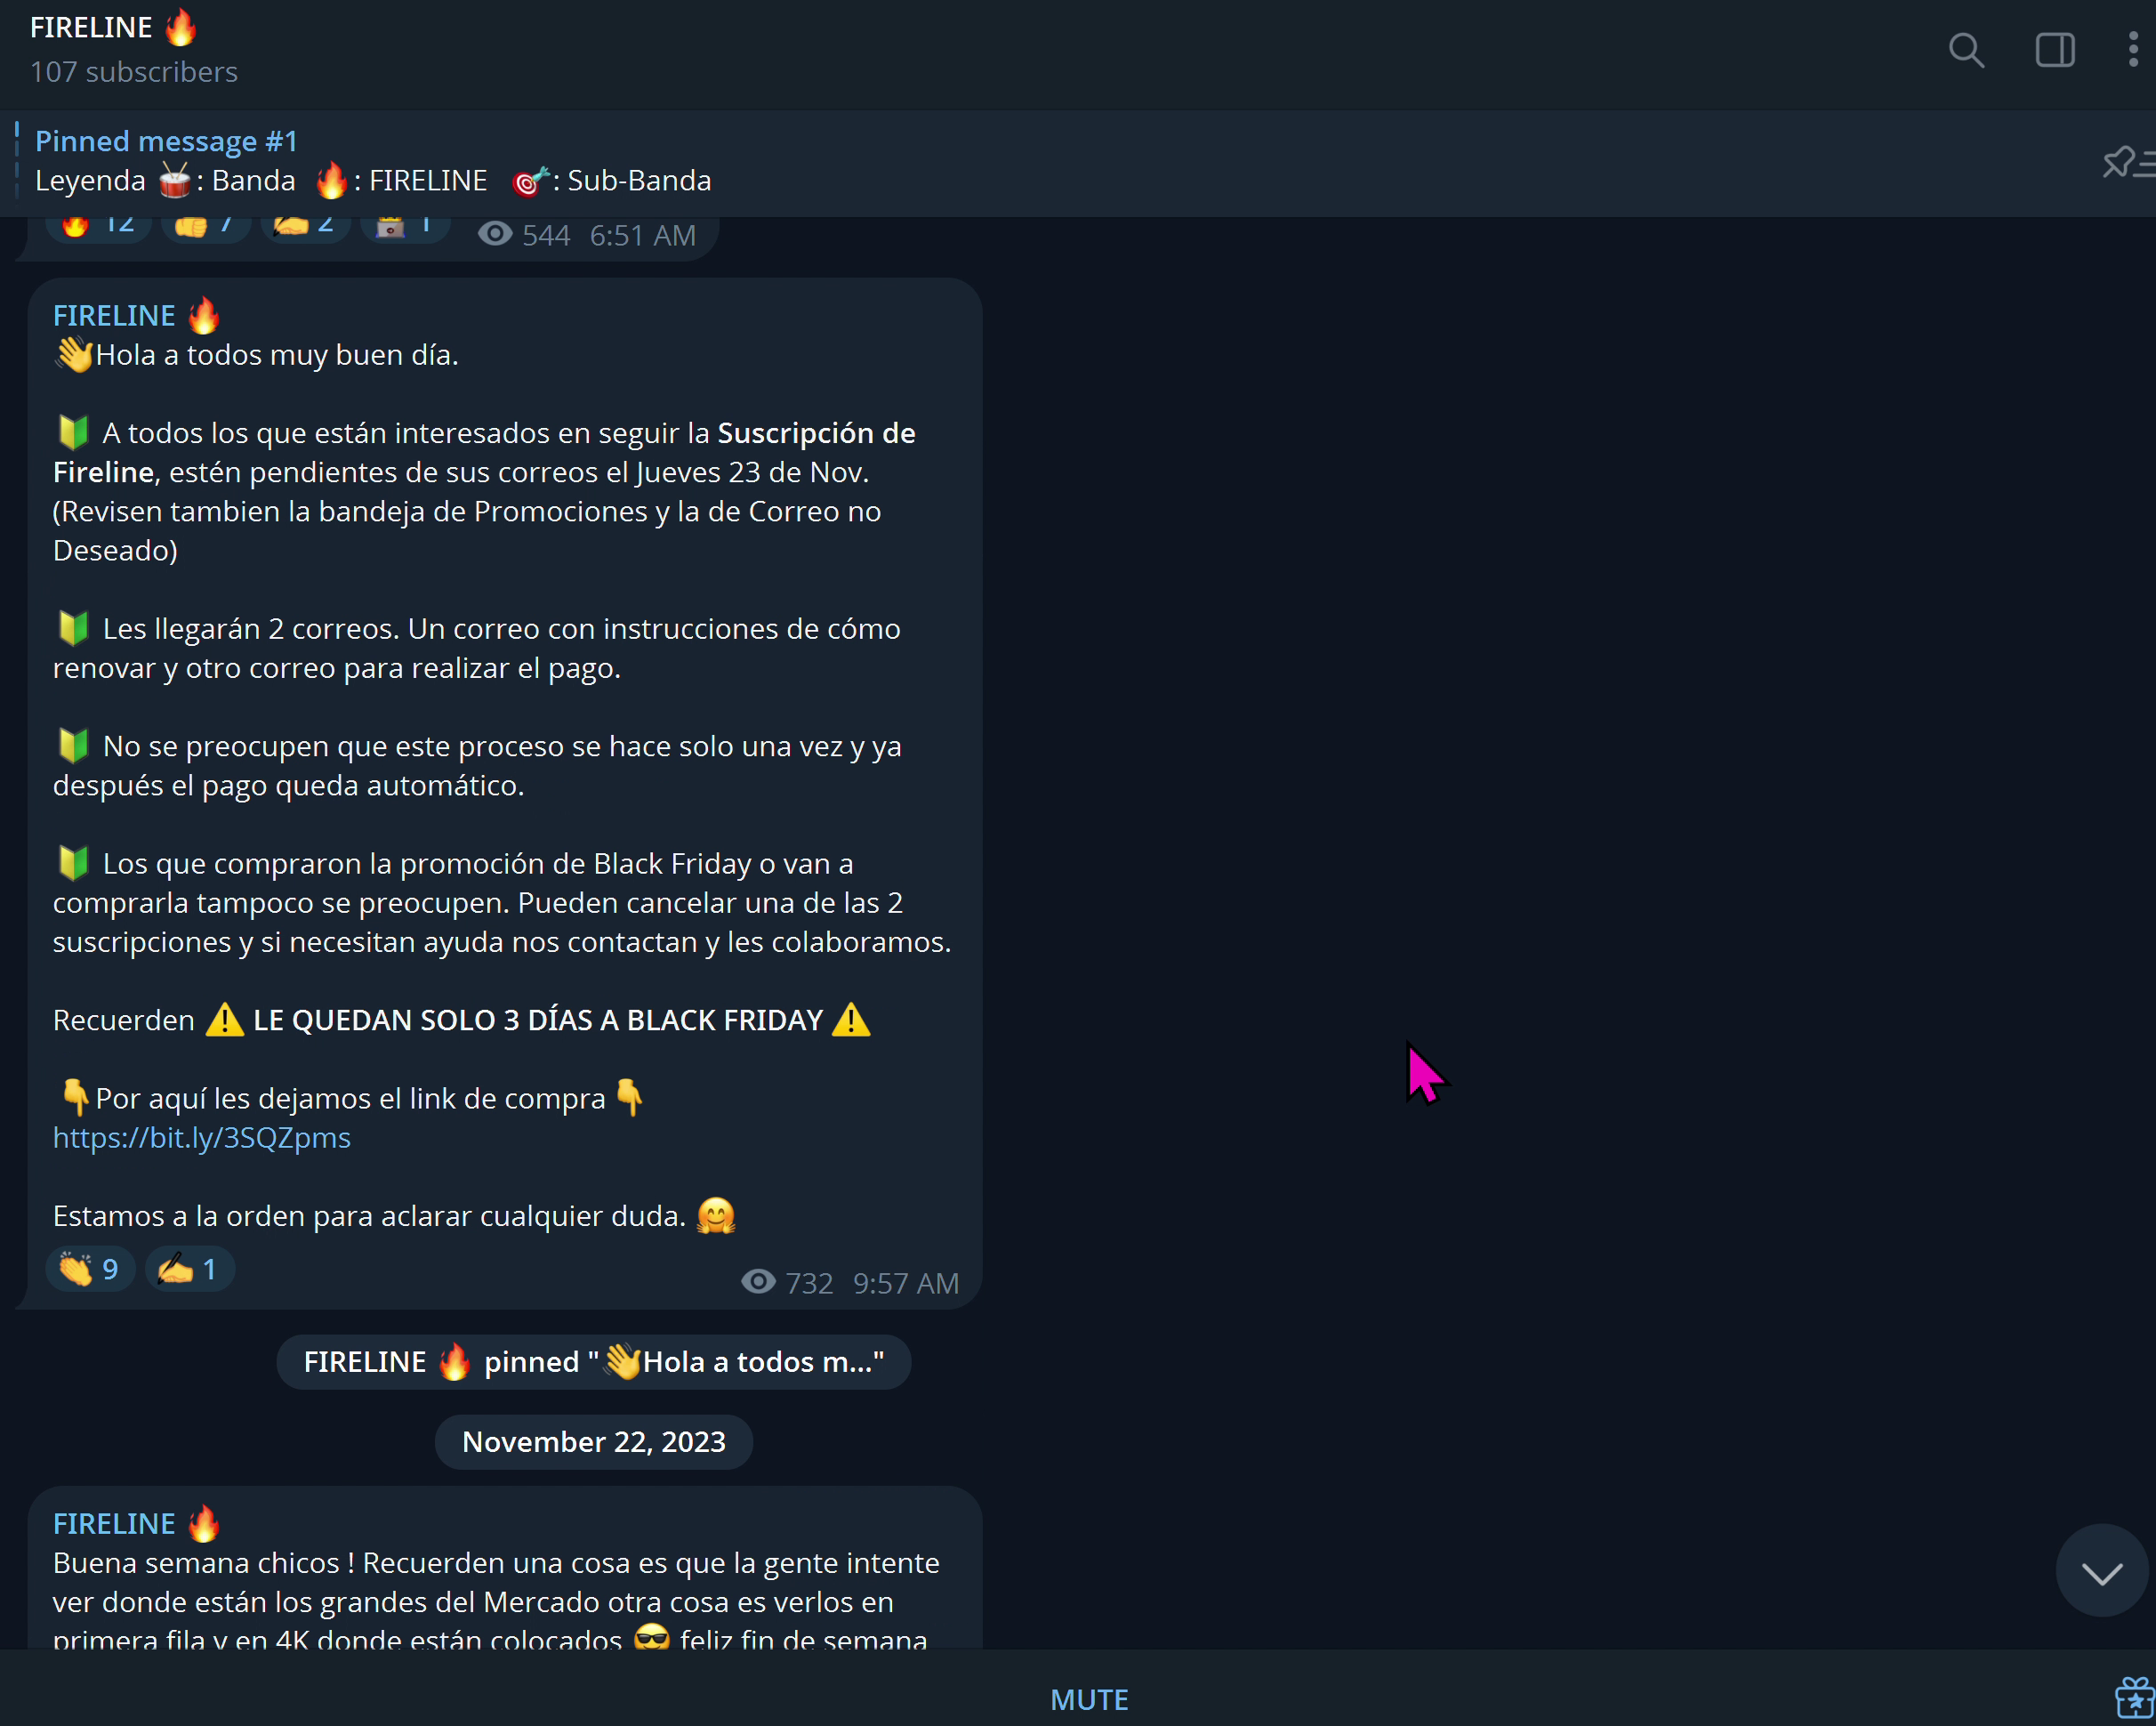 FIRELINE 🔥
107 subscribers
Pinned message #1
Leyenda 🥁: Banda 🔥: FIRELINE 🎯: Sub-Banda
🔥 12 👍 7 ✍️ 2 👨‍💻 1 544 6:51 AM
FIRELINE 🔥
👋Hola a todos muy buen día.
🔰 A todos los que están interesados en seguir la Suscripción de
Fireline, estén pendientes de sus correos el Jueves 23 de Nov.
(Revisen tambien la bandeja de Promociones y la de Correo no
Deseado)
🔰 Les llegarán 2 correos. Un correo con instrucciones de cómo
renovar y otro correo para realizar el pago.
🔰 No se preocupen que este proceso se hace solo una vez y ya
después el pago queda automático.
🔰 Los que compraron la promoción de Black Friday o van a
comprarla tampoco se preocupen. Pueden cancelar una de las 2
suscripciones y si necesitan ayuda nos contactan y les colaboramos.
Recuerden ⚠️ LE QUEDAN SOLO 3 DÍAS A BLACK FRIDAY ⚠️
👇Por aquí les dejamos el link de compra👇
https://bit.ly/3SQZpms
Estamos a la orden para aclarar cualquier duda. 🤗
👏 9 ✍️ 1 732 9:57 AM
FIRELINE 🔥 pinned "👋Hola a todos m..."
November 22, 2023
FIRELINE 🔥
Buena semana chicos ! Recuerden una cosa es que la gente intente
ver donde están los grandes del Mercado otra cosa es verlos en
primera fila y en 4K donde están colocados 😎 feliz fin de semana
MUTE